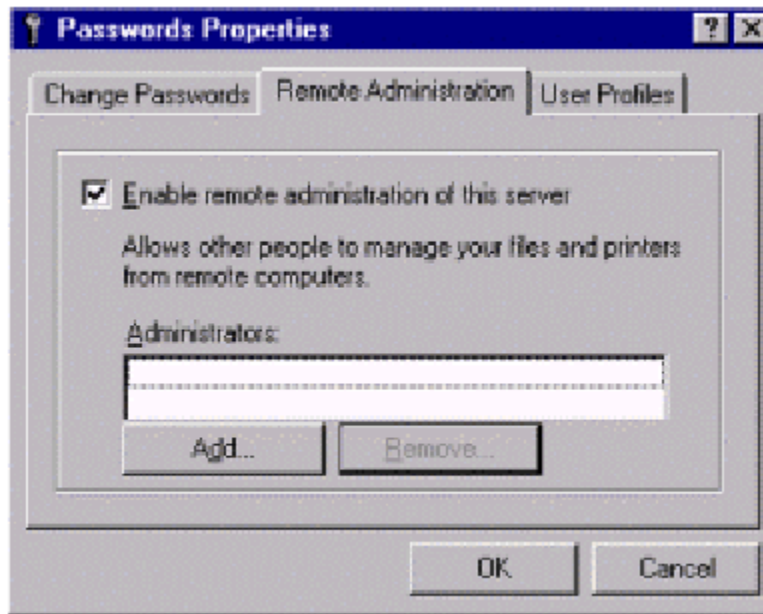 Passwords Properties
Change Passwords Remote Administration User Profiles
Enable remote administration of this server
Allows other people to manage your files and printers
from remote computers.
Administrators:
Add... Remove...
OK Cancel